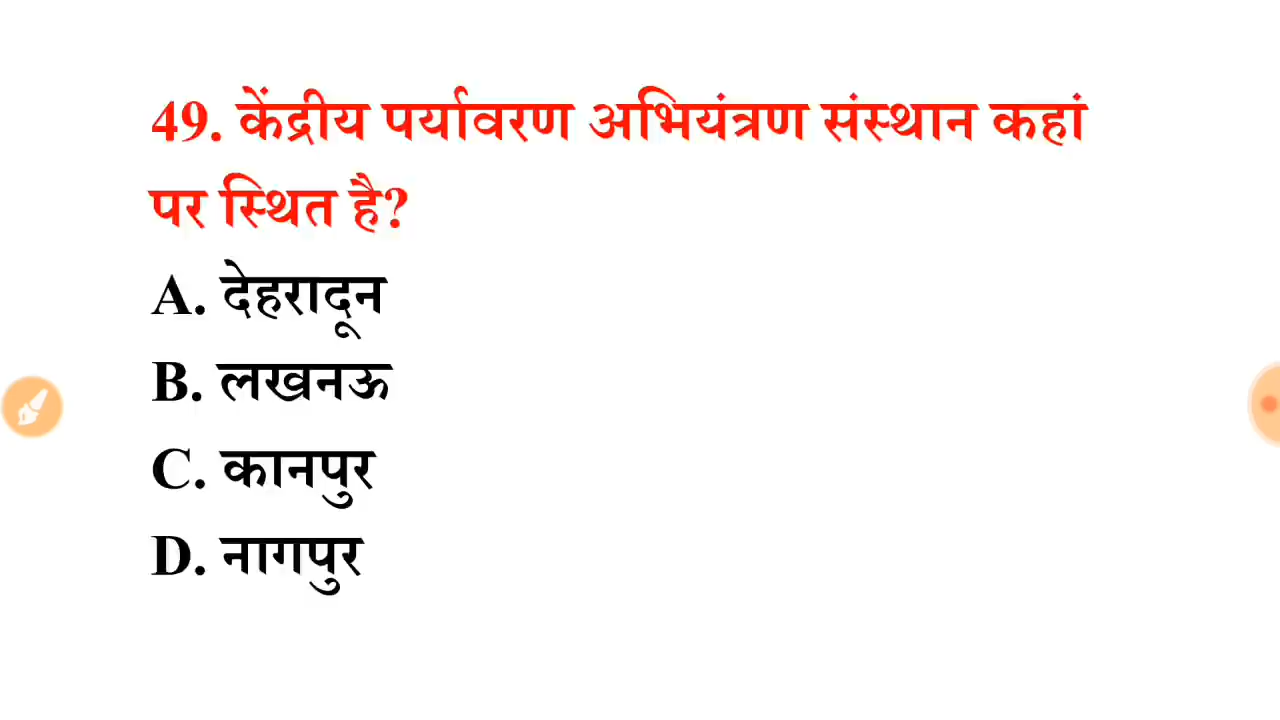 49. केंद्रीय पर्यावरण अभियंत्रण संस्थान कहां
पर स्थित है?
A. देहरादून
B. लखनऊ
C. कानपुर
D. नागपुर